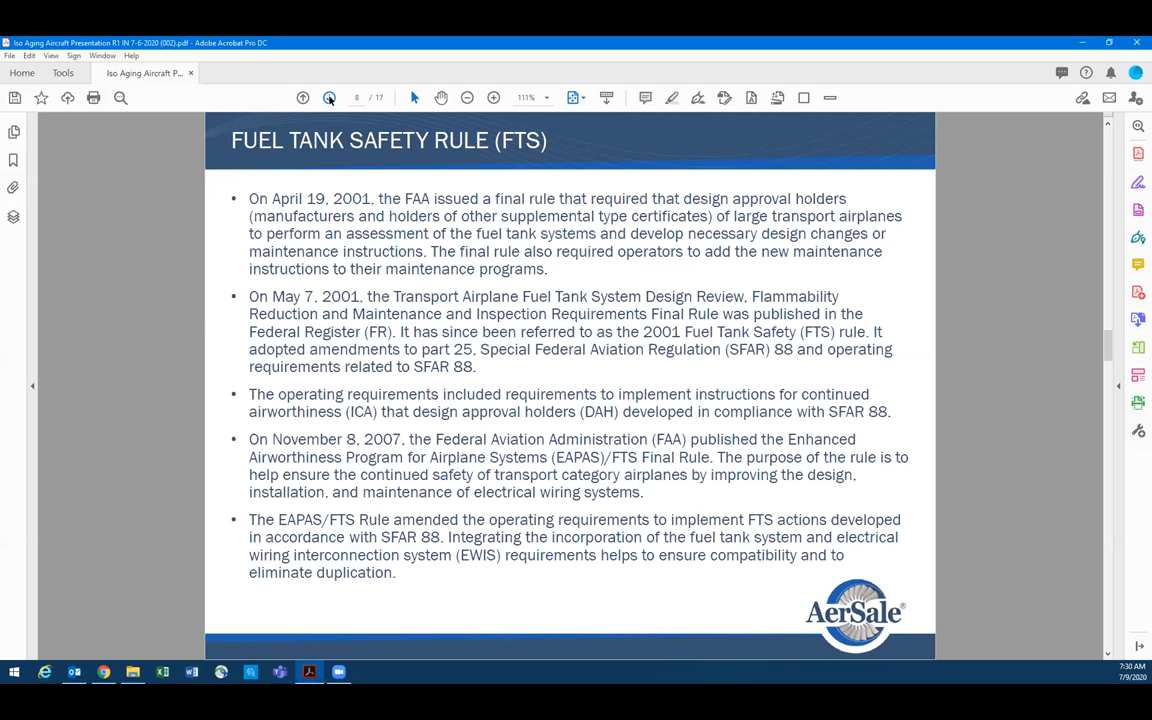 Iso Aging Aircraft Presentation R1 IN 7-6-2020 (002).pdf - Adobe Acrobat Pro DC
File Edit View Sign Window Help
Home Tools Iso Aging Aircraft P... ×
8 / 17 111%
FUEL TANK SAFETY RULE (FTS)
• On April 19, 2001, the FAA issued a final rule that required that design approval holders
(manufacturers and holders of other supplemental type certificates) of large transport airplanes
to perform an assessment of the fuel tank systems and develop necessary design changes or
maintenance instructions. The final rule also required operators to add the new maintenance
instructions to their maintenance programs.
• On May 7, 2001, the Transport Airplane Fuel Tank System Design Review, Flammability
Reduction and Maintenance and Inspection Requirements Final Rule was published in the
Federal Register (FR). It has since been referred to as the 2001 Fuel Tank Safety (FTS) rule. It
adopted amendments to part 25, Special Federal Aviation Regulation (SFAR) 88 and operating
requirements related to SFAR 88.
• The operating requirements included requirements to implement instructions for continued
airworthiness (ICA) that design approval holders (DAH) developed in compliance with SFAR 88.
• On November 8, 2007, the Federal Aviation Administration (FAA) published the Enhanced
Airworthiness Program for Airplane Systems (EAPAS)/FTS Final Rule. The purpose of the rule is to
help ensure the continued safety of transport category airplanes by improving the design,
installation, and maintenance of electrical wiring systems.
• The EAPAS/FTS Rule amended the operating requirements to implement FTS actions developed
in accordance with SFAR 88. Integrating the incorporation of the fuel tank system and electrical
wiring interconnection system (EWIS) requirements helps to ensure compatibility and to
eliminate duplication.
AerSale®
7:30 AM
7/9/2020